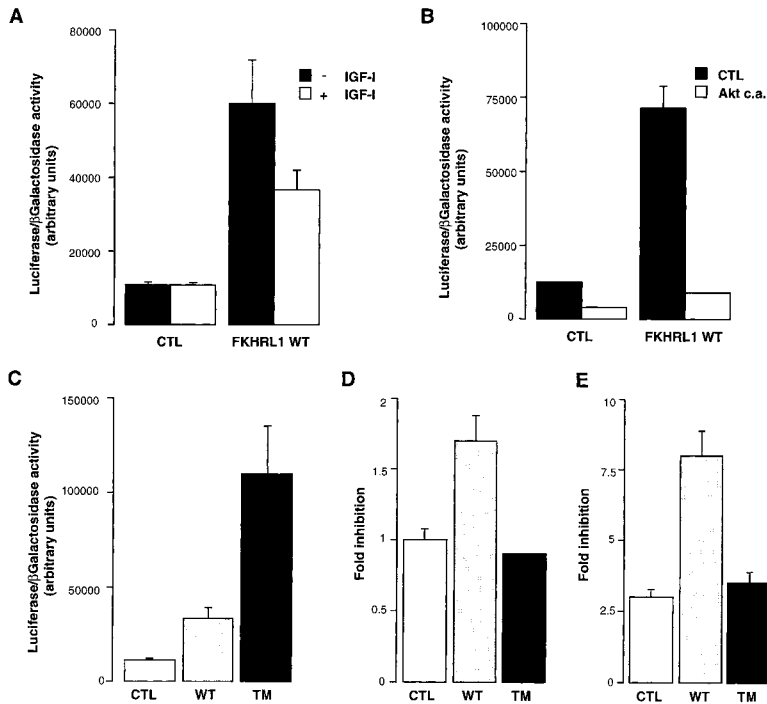 A
Luciferase/βGalactosidase activity
(arbitrary units)
80000
60000
40000
20000
0
- IGF-I
+ IGF-I
CTL
FKHRL1 WT
B
Luciferase/βGalactosidase activity
(arbitrary units)
100000
75000
50000
25000
0
CTL
Akt c.a.
CTL
FKHRL1 WT
C
Luciferase/βGalactosidase activity
(arbitrary units)
150000
100000
50000
0
CTL
WT
TM
D
Fold inhibition
2
1.5
1
0.5
0
CTL
WT
TM
E
Fold inhibition
10
7.5
5
2.5
0
CTL
WT
TM